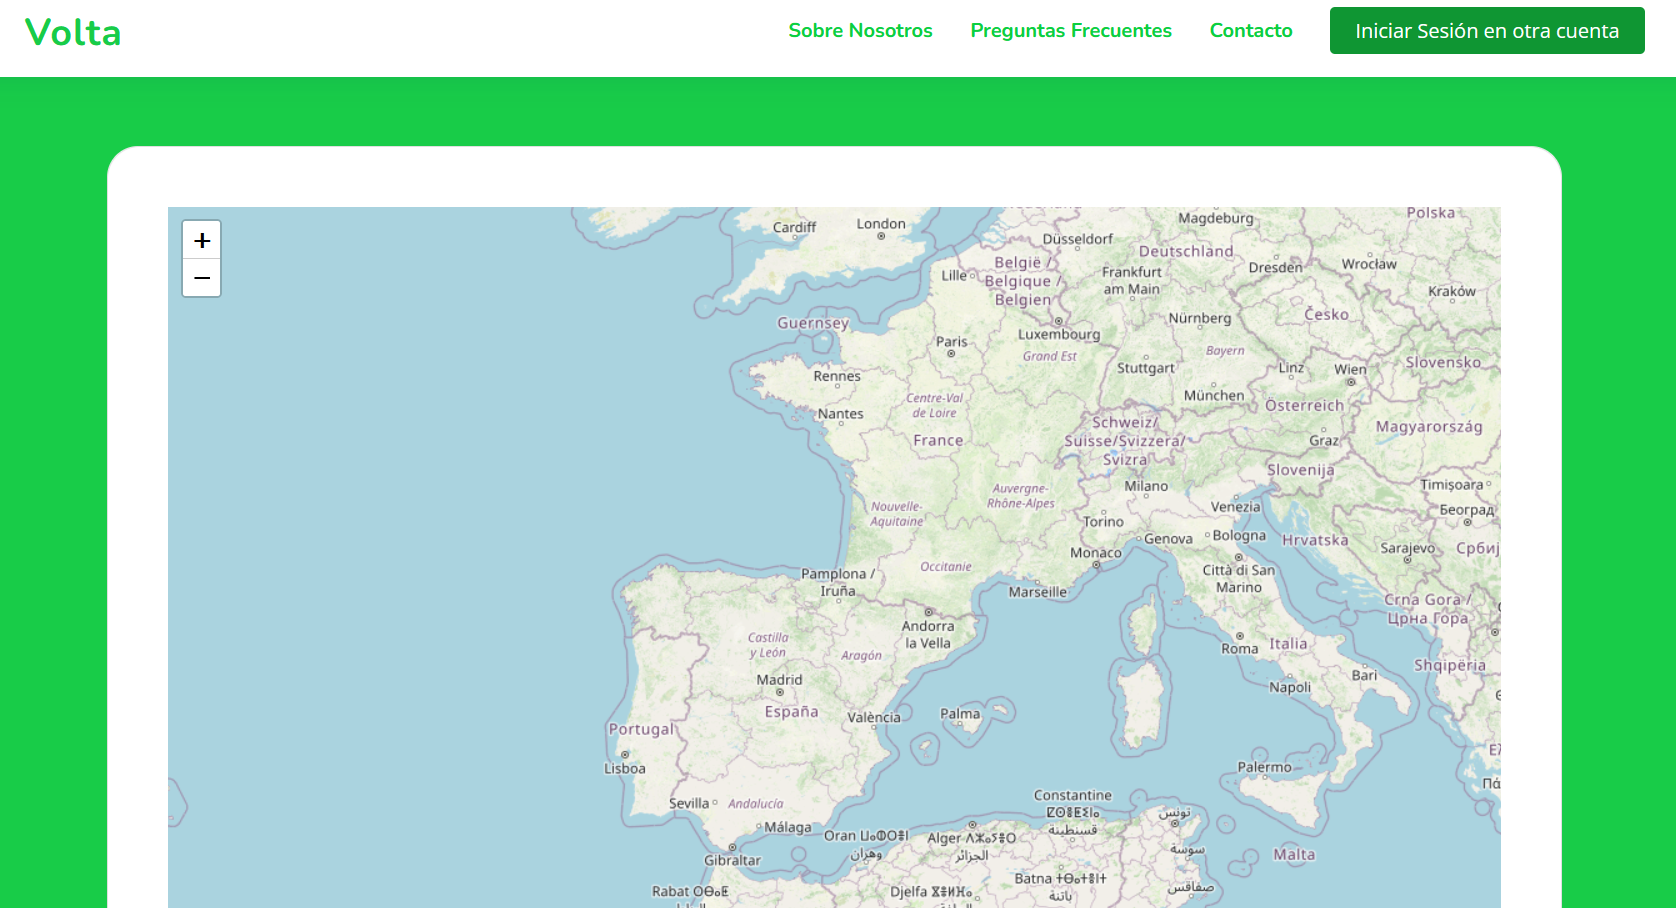 Volta
Sobre Nosotros
Preguntas Frecuentes
Contacto
Iniciar Sesión en otra cuenta
+
−
Cardiff
London
Magdeburg
Polska
Düsseldorf
Deutschland
België /
Belgique /
Belgien
Lille
Frankfurt
am Main
Dresden
Wrocław
Kraków
Guernsey
Luxembourg
Nürnberg
Česko
Paris
Grand Est
Bayern
Rennes
Stuttgart
Linz
Wien
Slovensko
Nantes
Centre-Val
de Loire
München
Österreich
France
Schweiz/
Suisse/Svizzera/
Svizra
Graz
Magyarország
Slovenija
Milano
Timișoara
Nouvelle-
Aquitaine
Auvergne-
Rhône-Alpes
Venezia
Београд
Torino
Genova
Bologna
Hrvatska
Sarajevo
Monaco
Occitanie
Pamplona /
Iruña
Marseille
Città di San
Marino
Crna Gora /
Црна Гора
Andorra
la Vella
Castilla
y León
Aragón
Roma
Italia
Shqipëria
Madrid
España
Napoli
Bari
València
Palma
Portugal
Lisboa
Palermo
Sevilla
Andalucía
Constantine
ⵇⵙⴻⵏⵟⵉⵏⴰ
قسنطينة
تونس
Málaga
Oran
وهران
Alger
الجزائر
سوسة
Malta
Gibraltar
Batna
باتنة
صفاقس
Rabat
Djelfa